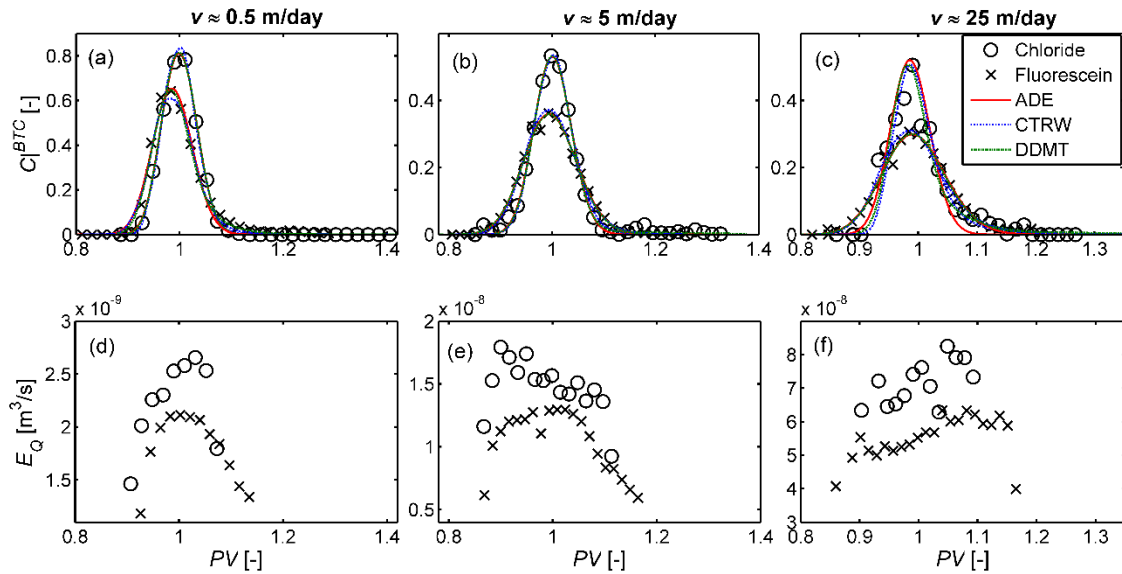 v ≈ 0.5 m/day
v ≈ 5 m/day
v ≈ 25 m/day
C|^BTC [-]
(a)
0.8
0.6
0.4
0.2
0
0.8 1 1.2 1.4
(b)
0.4
0.2
0
0.8 1 1.2 1.4
(c)
0.4
0.2
0
0.8 0.9 1 1.1 1.2 1.3
Chloride
Fluorescein
ADE
CTRW
DDMT
E_Q [m³/s]
x 10⁻⁹
(d)
3
2.5
2
1.5
1
0.8 1 1.2 1.4
PV [-]
x 10⁻⁸
(e)
2
1.5
1
0.5
0.8 1 1.2 1.4
PV [-]
x 10⁻⁸
(f)
9
8
7
6
5
4
3
0.8 0.9 1 1.1 1.2 1.3
PV [-]